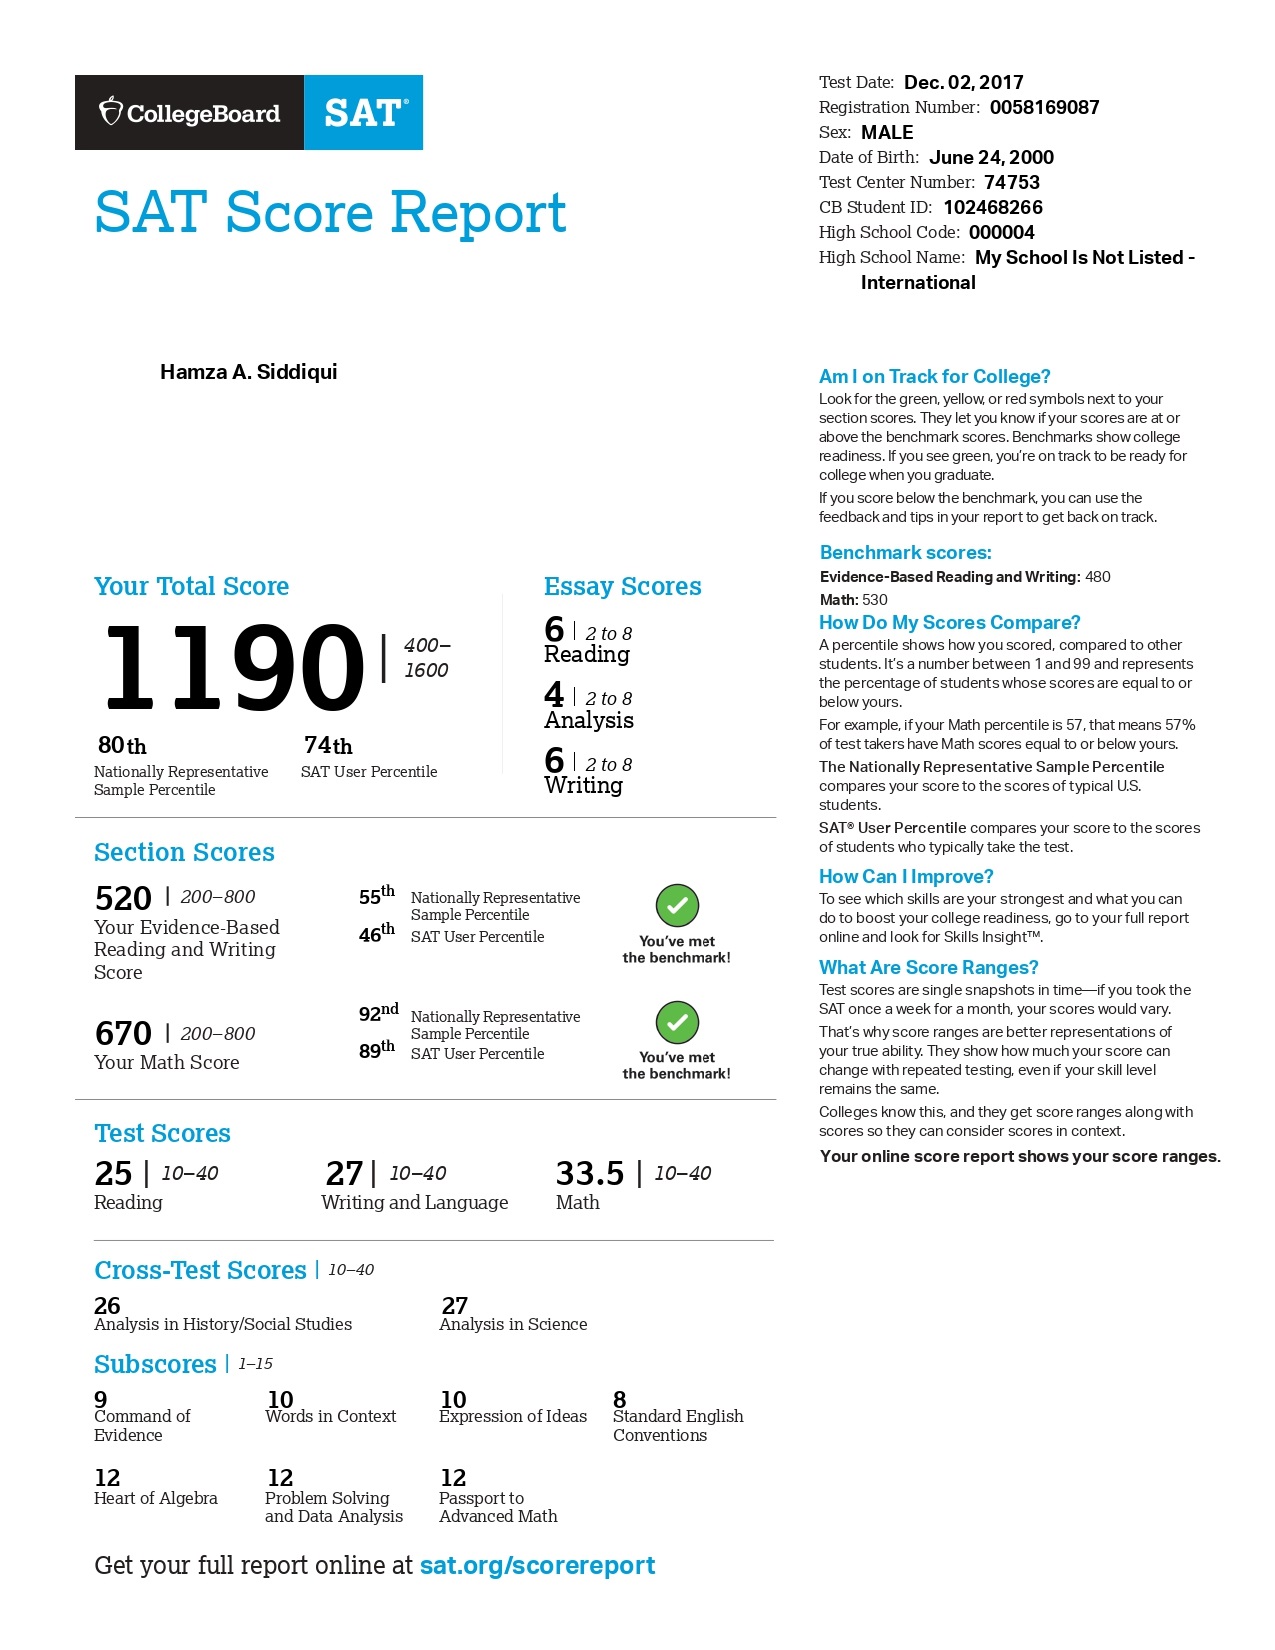 CollegeBoard SAT®
SAT Score Report
Test Date: Dec. 02, 2017
Registration Number: 0058169087
Sex: MALE
Date of Birth: June 24, 2000
Test Center Number: 74753
CB Student ID: 102468266
High School Code: 000004
High School Name: My School Is Not Listed -
International
Hamza A. Siddiqui
Your Total Score
1190 | 400–
1600
80th
Nationally Representative
Sample Percentile
74th
SAT User Percentile
Essay Scores
6 | 2 to 8
Reading
4 | 2 to 8
Analysis
6 | 2 to 8
Writing
Section Scores
520 | 200–800
Your Evidence-Based
Reading and Writing
Score
55th Nationally Representative
Sample Percentile
46th SAT User Percentile
You've met
the benchmark!
670 | 200–800
Your Math Score
92nd Nationally Representative
Sample Percentile
89th SAT User Percentile
You've met
the benchmark!
Test Scores
25 | 10–40
Reading
27 | 10–40
Writing and Language
33.5 | 10–40
Math
Cross-Test Scores | 10–40
26
Analysis in History/Social Studies
27
Analysis in Science
Subscores | 1–15
9
Command of
Evidence
10
Words in Context
10
Expression of Ideas
8
Standard English
Conventions
12
Heart of Algebra
12
Problem Solving
and Data Analysis
12
Passport to
Advanced Math
Get your full report online at sat.org/scorereport
Am I on Track for College?
Look for the green, yellow, or red symbols next to your
section scores. They let you know if your scores are at or
above the benchmark scores. Benchmarks show college
readiness. If you see green, you're on track to be ready for
college when you graduate.
If you score below the benchmark, you can use the
feedback and tips in your report to get back on track.
Benchmark scores:
Evidence-Based Reading and Writing: 480
Math: 530
How Do My Scores Compare?
A percentile shows how you scored, compared to other
students. It's a number between 1 and 99 and represents
the percentage of students whose scores are equal to or
below yours.
For example, if your Math percentile is 57, that means 57%
of test takers have Math scores equal to or below yours.
The Nationally Representative Sample Percentile
compares your score to the scores of typical U.S.
students.
SAT® User Percentile compares your score to the scores
of students who typically take the test.
How Can I Improve?
To see which skills are your strongest and what you can
do to boost your college readiness, go to your full report
online and look for Skills Insight™.
What Are Score Ranges?
Test scores are single snapshots in time—if you took the
SAT once a week for a month, your scores would vary.
That's why score ranges are better representations of
your true ability. They show how much your score can
change with repeated testing, even if your skill level
remains the same.
Colleges know this, and they get score ranges along with
scores so they can consider scores in context.
Your online score report shows your score ranges.